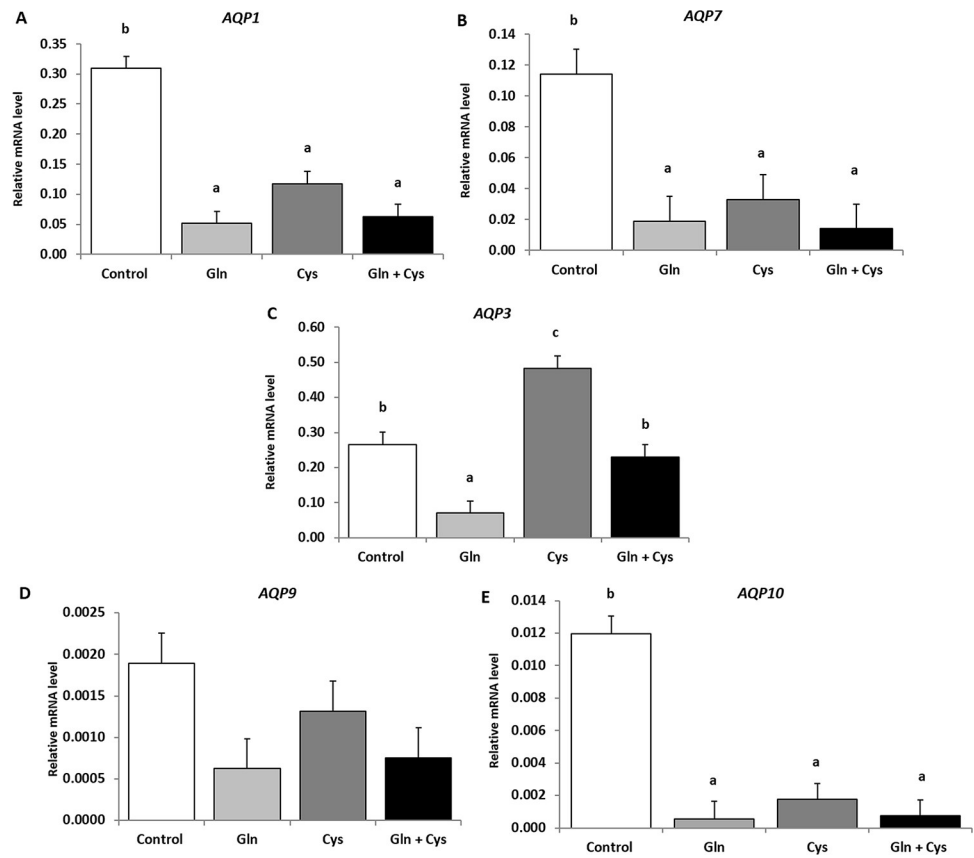 A
AQP1
b
0.35
0.30
0.25
0.20
0.15
0.10
0.05
0.00
Relative mRNA level
a
a
a
Control Gln Cys Gln + Cys
B
AQP7
b
0.14
0.12
0.10
0.08
0.06
0.04
0.02
0.00
Relative mRNA level
a
a
a
Control Gln Cys Gln + Cys
C
AQP3
0.60
0.50
0.40
0.30
0.20
0.10
0.00
Relative mRNA level
b
a
c
b
Control Gln Cys Gln + Cys
D
AQP9
0.0025
0.0020
0.0015
0.0010
0.0005
0.0000
Relative mRNA level
Control Gln Cys Gln + Cys
E
AQP10
b
0.014
0.012
0.010
0.008
0.006
0.004
0.002
0.000
Relative mRNA level
a
a
a
Control Gln Cys Gln + Cys